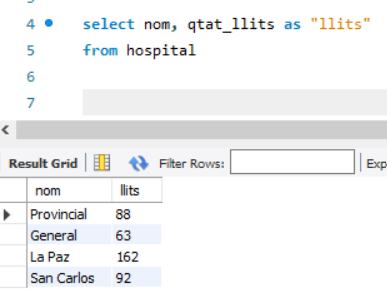 4 select nom, qtat_llits as "llits"
5 from hospital
6
7
Result Grid Filter Rows: Exp
nom llits
Provincial 88
General 63
La Paz 162
San Carlos 92